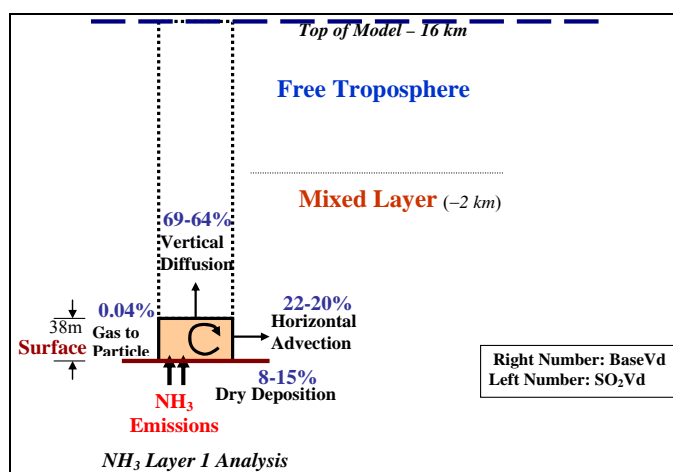 Top of Model – 16 km
Free Troposphere
Mixed Layer (~2 km)
69-64%
Vertical
Diffusion
0.04%
Gas to
Particle
38m
Surface
22-20%
Horizontal
Advection
8-15%
Dry Deposition
NH₃
Emissions
Right Number: BaseVd
Left Number: SO₂Vd
NH₃ Layer 1 Analysis